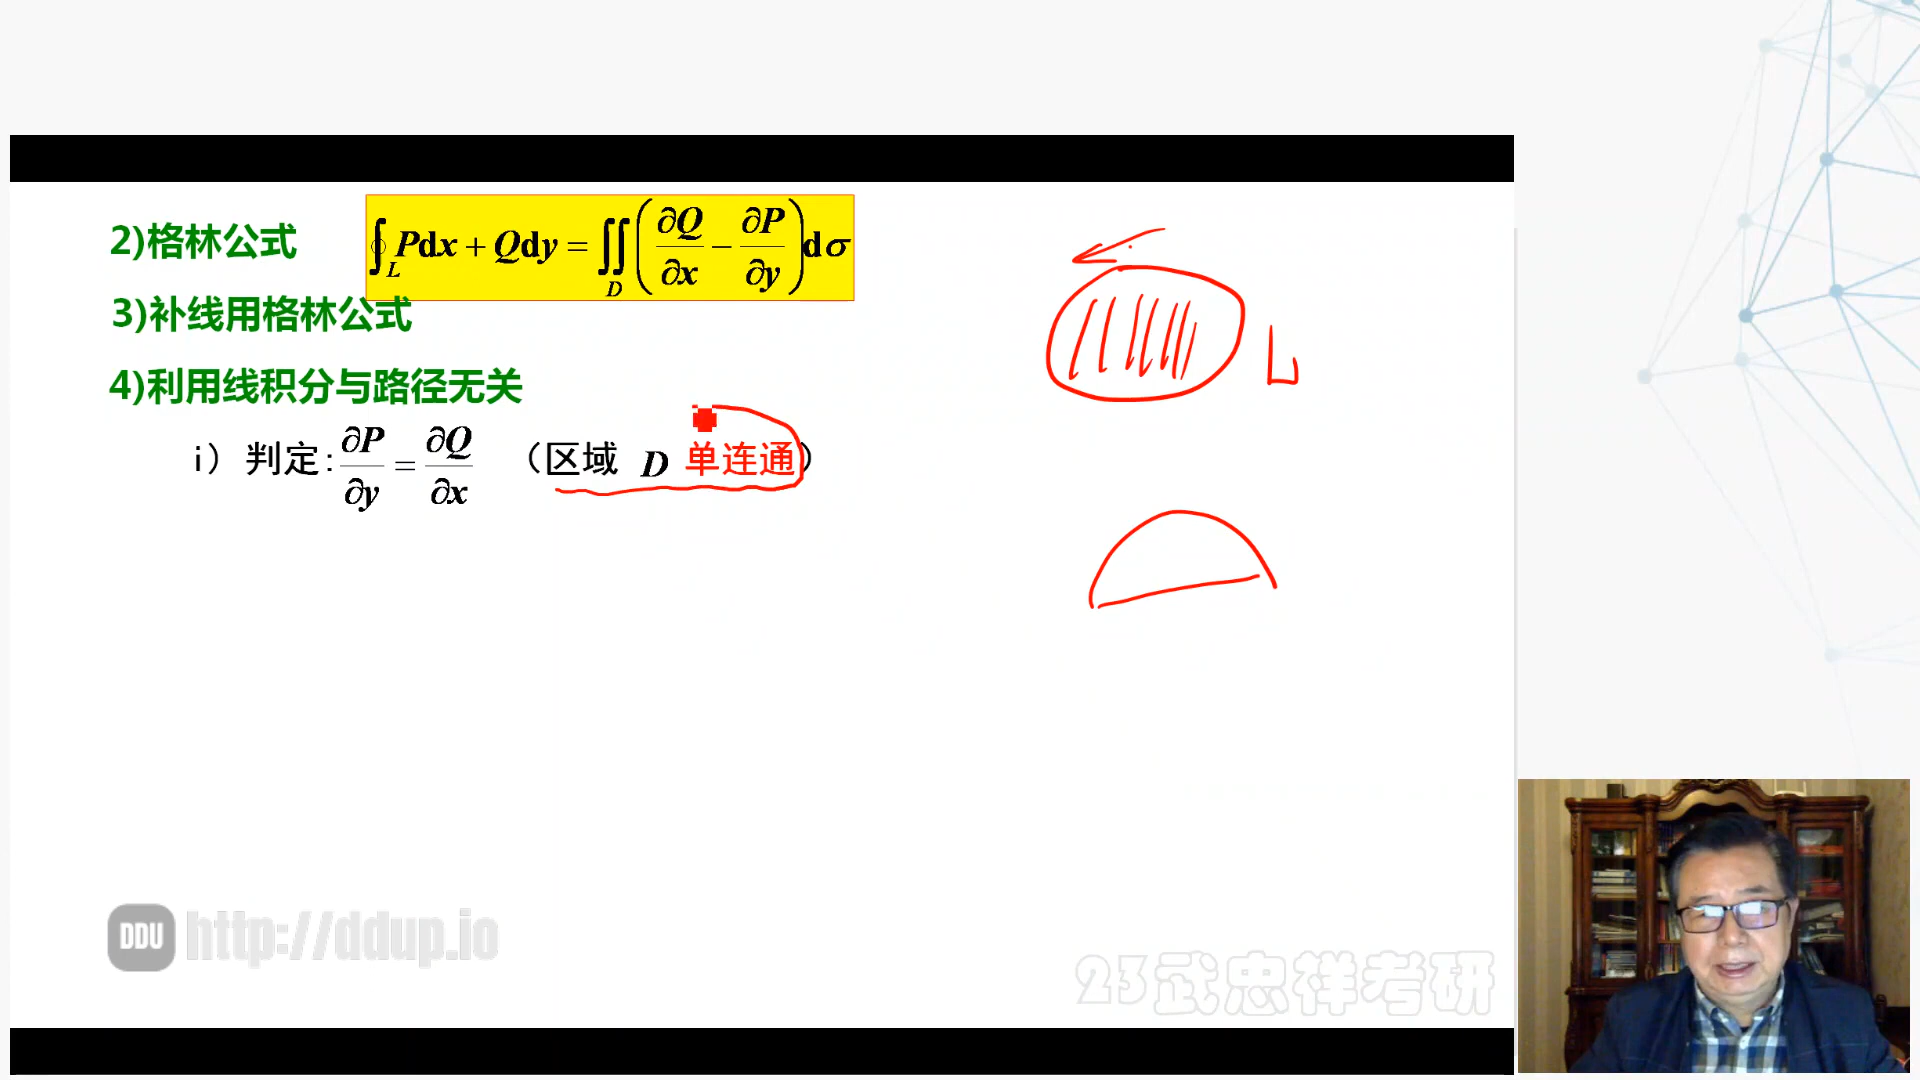 2)格林公式 ∮_L Pdx + Qdy = ∬_D (∂Q/∂x − ∂P/∂y) dσ
3)补线用格林公式
4)利用线积分与路径无关
i) 判定: ∂P/∂y = ∂Q/∂x (区域 D 单连通)
L
DDU http://ddup.io
23武忠祥考研